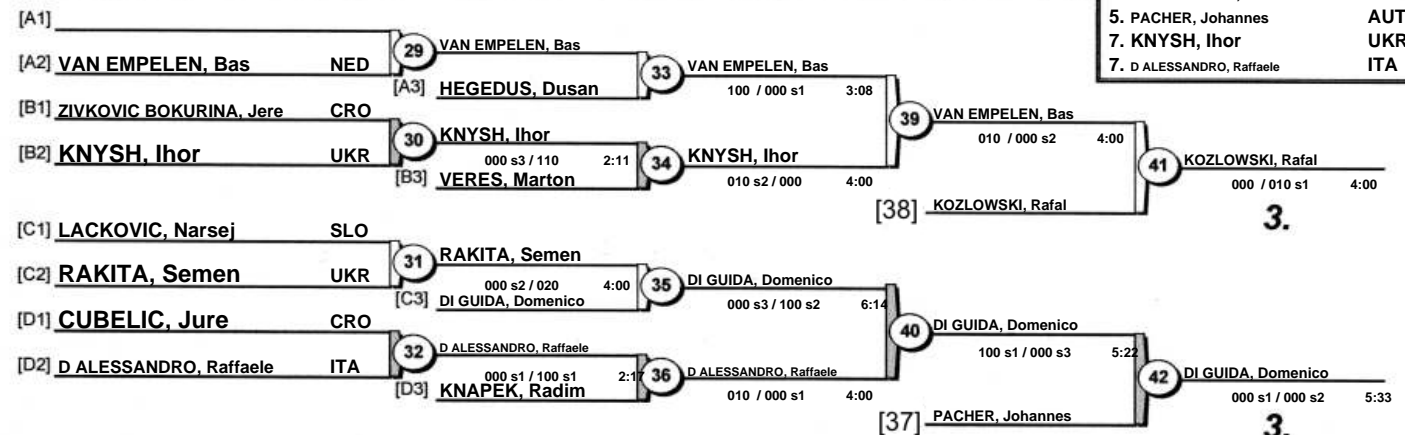 5. PACHER, Johannes AUT
7. KNYSH, Ihor UKR
7. D ALESSANDRO, Raffaele ITA
[A1]
[A2] VAN EMPELEN, Bas NED
29
VAN EMPELEN, Bas
[A3] HEGEDUS, Dusan
33
VAN EMPELEN, Bas
100 / 000 s1 3:08
[B1] ZIVKOVIC BOKURINA, Jere CRO
[B2] KNYSH, Ihor UKR
30
KNYSH, Ihor
000 s3 / 110 2:11
[B3] VERES, Marton
34
KNYSH, Ihor
010 s2 / 000 4:00
39
VAN EMPELEN, Bas
010 / 000 s2 4:00
[38] KOZLOWSKI, Rafal
41
KOZLOWSKI, Rafal
000 / 010 s1 4:00
3.
[C1] LACKOVIC, Narsej SLO
[C2] RAKITA, Semen UKR
31
RAKITA, Semen
000 s2 / 020 4:00
[C3] DI GUIDA, Domenico
35
DI GUIDA, Domenico
000 s3 / 100 s2 6:14
[D1] CUBELIC, Jure CRO
[D2] D ALESSANDRO, Raffaele ITA
32
D ALESSANDRO, Raffaele
000 s1 / 100 s1 2:17
[D3] KNAPEK, Radim
36
D ALESSANDRO, Raffaele
010 / 000 s1 4:00
40
DI GUIDA, Domenico
100 s1 / 000 s3 5:22
[37] PACHER, Johannes
42
DI GUIDA, Domenico
000 s1 / 000 s2 5:33
3.